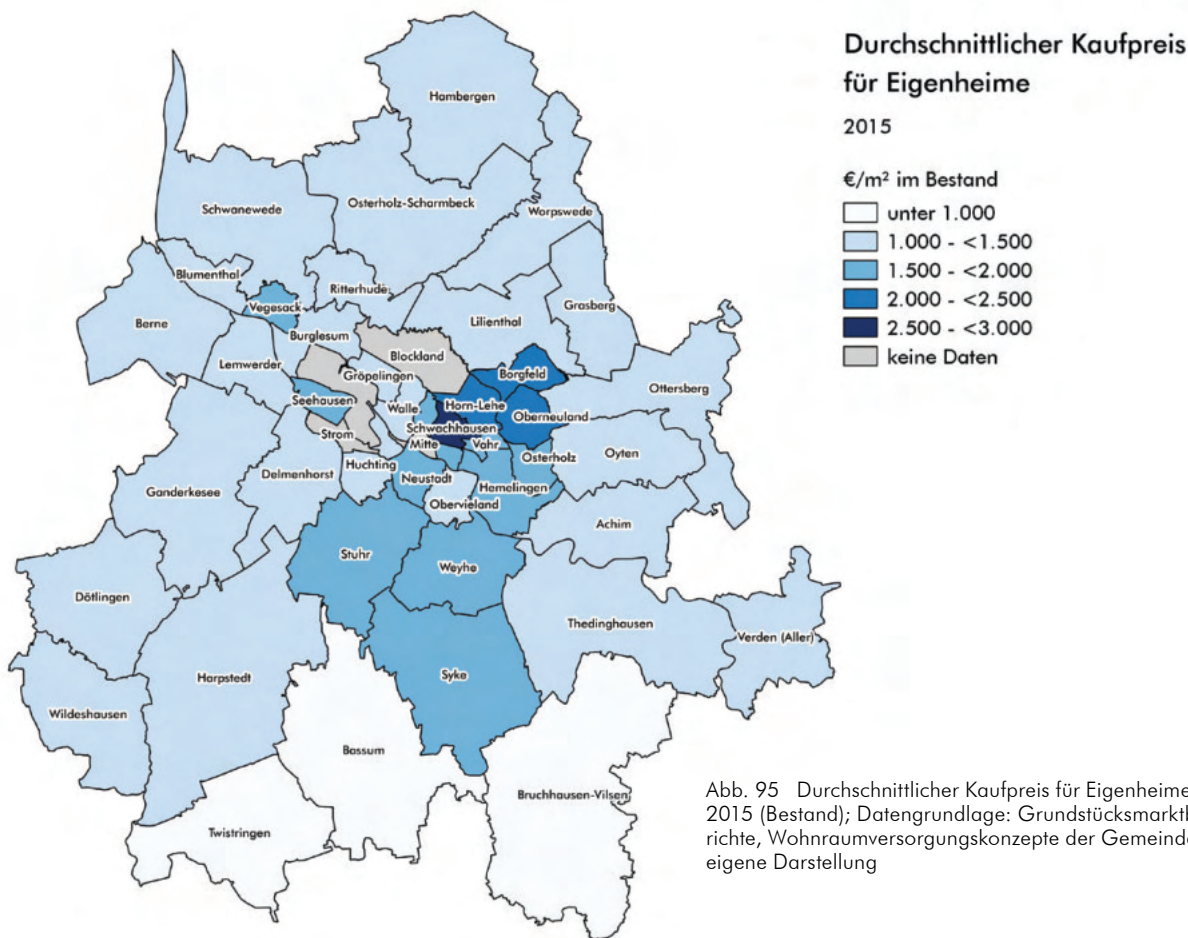 Durchschnittlicher Kaufpreis
für Eigenheime
2015
€/m² im Bestand
unter 1.000
1.000 - <1.500
1.500 - <2.000
2.000 - <2.500
2.500 - <3.000
keine Daten
Hambergen
Schwanewede
Osterholz-Scharmbeck
Worpswede
Blumenthal
Ritterhude
Vegesack
Grasberg
Berne
Burglesum
Lilienthal
Lemwerder
Blockland
Gröpelingen
Borgfeld
Ottersberg
Seehausen
Walle
Horn-Lehe
Oberneuland
Schwachhausen
Strom
Mitte
Vahr
Osterholz
Oyten
Huchting
Delmenhorst
Neustadt
Hemelingen
Ganderkesee
Obervieland
Achim
Stuhr
Weyhe
Dötlingen
Thedinghausen
Verden (Aller)
Harpstedt
Syke
Wildeshausen
Bassum
Bruchhausen-Vilsen
Twistringen
Abb. 95 Durchschnittlicher Kaufpreis für Eigenheime
2015 (Bestand); Datengrundlage: Grundstücksmarktb
richte, Wohnraumversorgungskonzepte der Gemeinde
eigene Darstellung